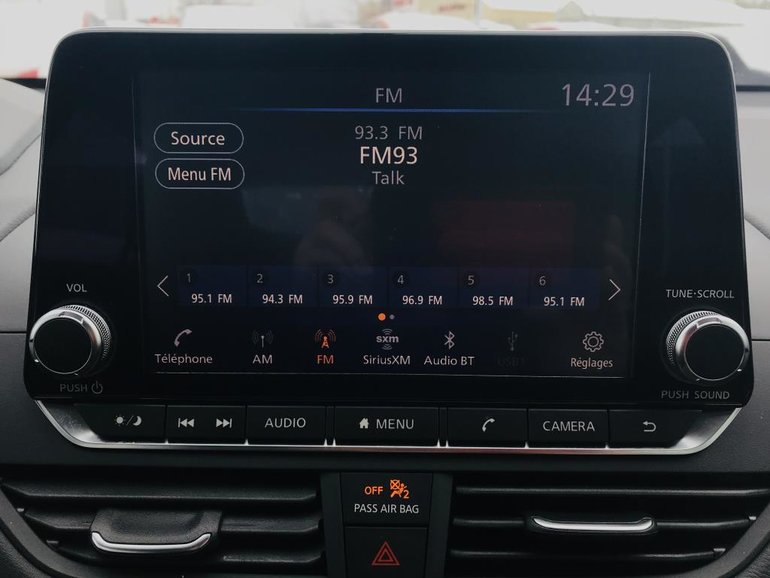 FM
14:29
93.3 FM
FM93
Talk
Source
Menu FM
1 2 3 4 5 6
95.1 FM 94.3 FM 95.9 FM 96.9 FM 98.5 FM 95.1 FM
VOL
TUNE·SCROLL
Téléphone AM FM sxm SiriusXM Audio BT USB1 Réglages
PUSH
PUSH SOUND
AUDIO MENU CAMERA
OFF 2
PASS AIR BAG